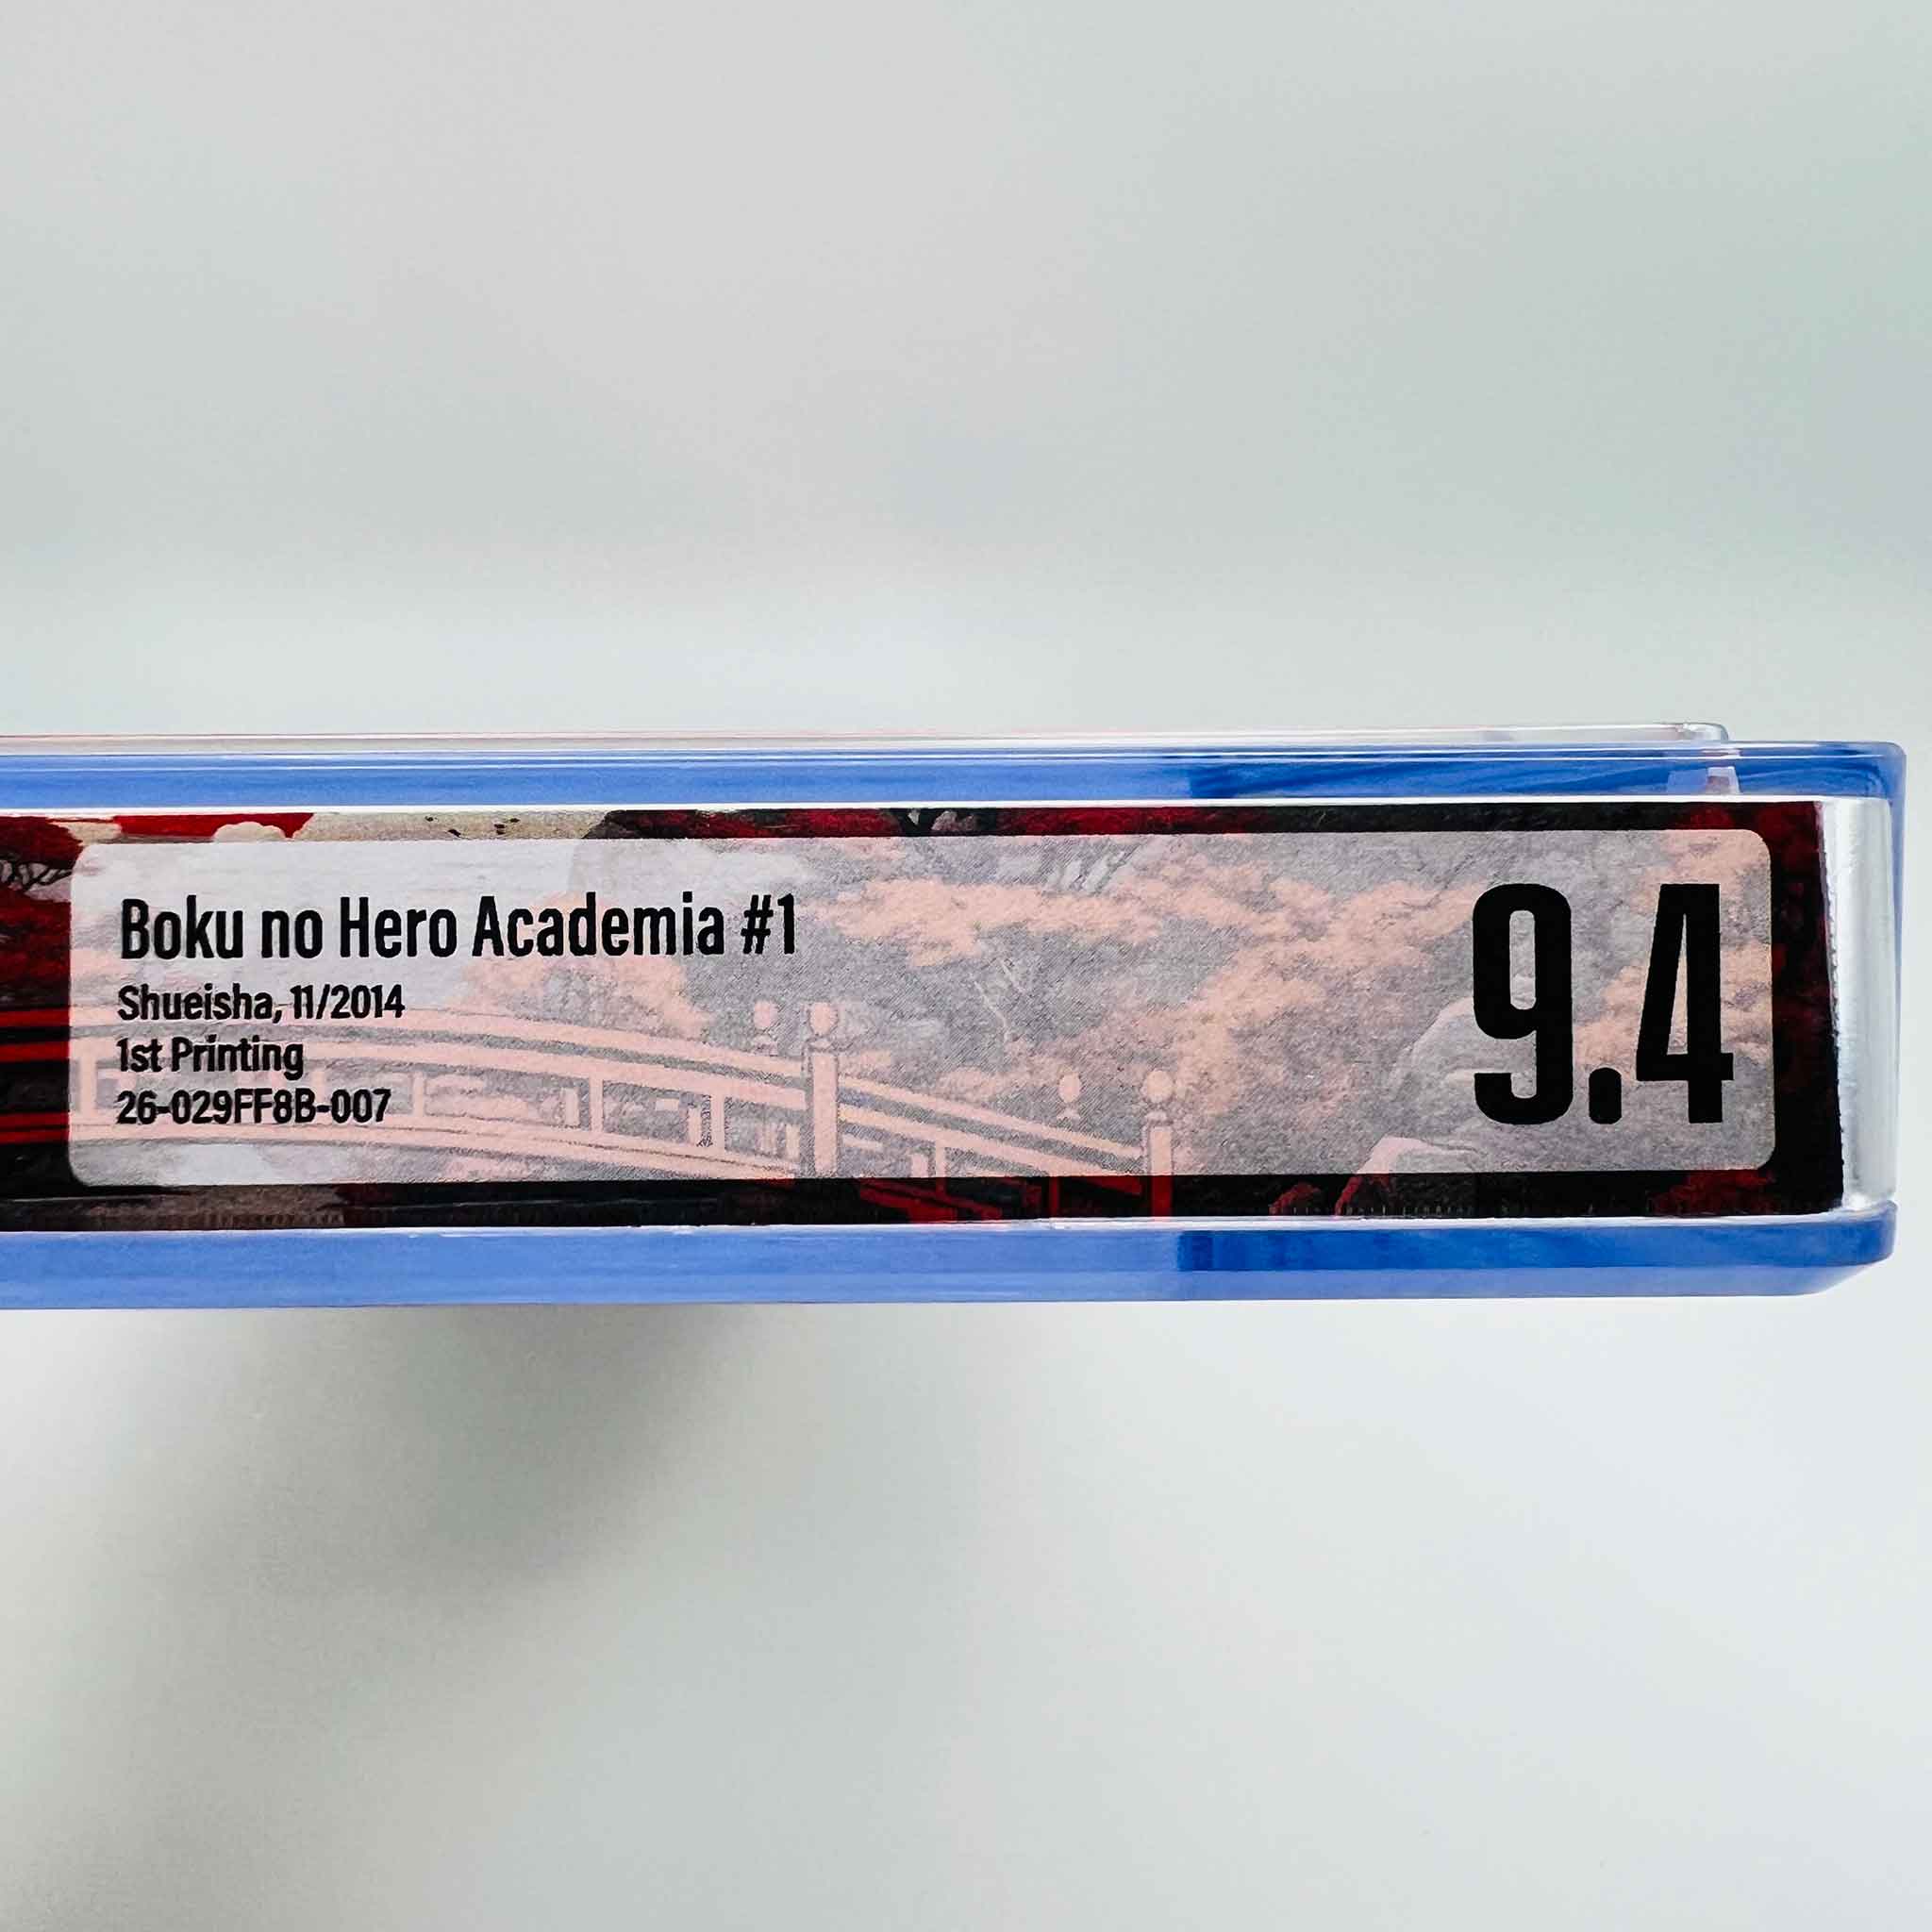 Boku no Hero Academia #1
Shueisha, 11/2014
1st Printing
26-029FF8B-007
9.4